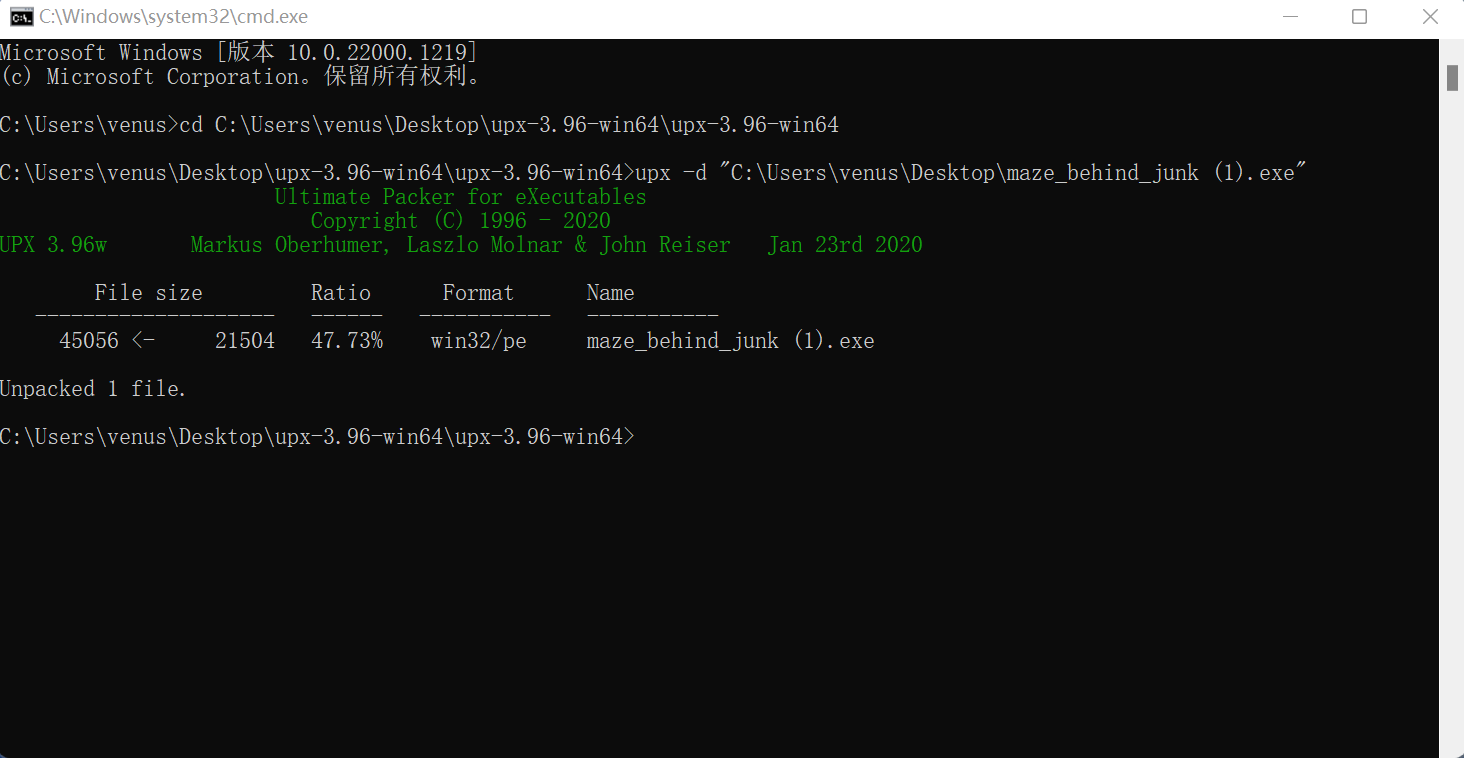 C:\Windows\system32\cmd.exe
Microsoft Windows [版本 10.0.22000.1219]
(c) Microsoft Corporation。保留所有权利。
C:\Users\venus>cd C:\Users\venus\Desktop\upx-3.96-win64\upx-3.96-win64
C:\Users\venus\Desktop\upx-3.96-win64\upx-3.96-win64>upx -d "C:\Users\venus\Desktop\maze_behind_junk (1).exe"
Ultimate Packer for eXecutables
Copyright (C) 1996 - 2020
UPX 3.96w       Markus Oberhumer, Laszlo Molnar & John Reiser   Jan 23rd 2020
File size         Ratio      Format      Name
--------------------   ------   -----------   -----------
45056 <-     21504   47.73%    win32/pe     maze_behind_junk (1).exe
Unpacked 1 file.
C:\Users\venus\Desktop\upx-3.96-win64\upx-3.96-win64>